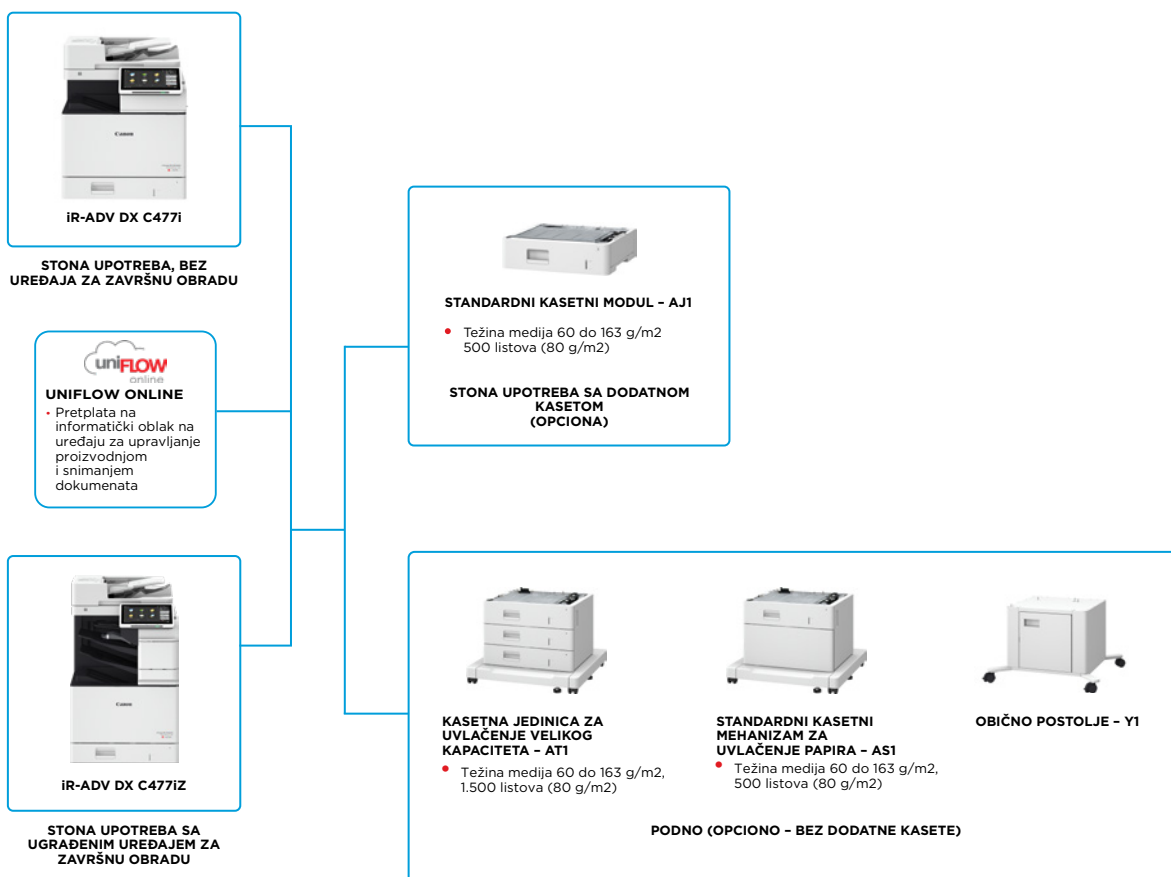 Canon
iR-ADV DX C477i
STONA UPOTREBA, BEZ
UREĐAJA ZA ZAVRŠNU OBRADU
uniFLOW
online
UNIFLOW ONLINE
• Pretplata na
informatički oblak na
uređaju za upravljanje
proizvodnjom
i snimanjem
dokumenata
Canon
iR-ADV DX C477iZ
STONA UPOTREBA SA
UGRAĐENIM UREĐAJEM ZA
ZAVRŠNU OBRADU
STANDARDNI KASETNI MODUL – AJ1
• Težina medija 60 do 163 g/m2
500 listova (80 g/m2)
STONA UPOTREBA SA DODATNOM
KASETOM
(OPCIONA)
KASETNA JEDINICA ZA
UVLAČENJE VELIKOG
KAPACITETA – AT1
• Težina medija 60 do 163 g/m2,
1.500 listova (80 g/m2)
STANDARDNI KASETNI
MEHANIZAM ZA
UVLAČENJE PAPIRA – AS1
• Težina medija 60 do 163 g/m2,
500 listova (80 g/m2)
OBIČNO POSTOLJE – Y1
PODNO (OPCIONO – BEZ DODATNE KASETE)